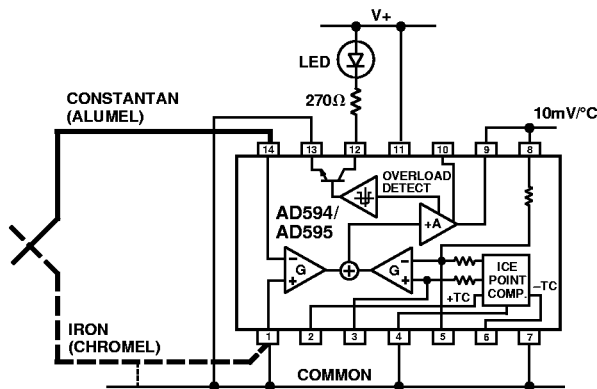 V+
LED
CONSTANTAN
(ALUMEL)
270Ω
10mV/°C
14 13 12 11 10 9 8
OVERLOAD
DETECT
AD594/
AD595
+A
– G +
– G +
ICE
POINT
COMP.
+TC
–TC
IRON
(CHROMEL)
1 2 3 4 5 6 7
COMMON